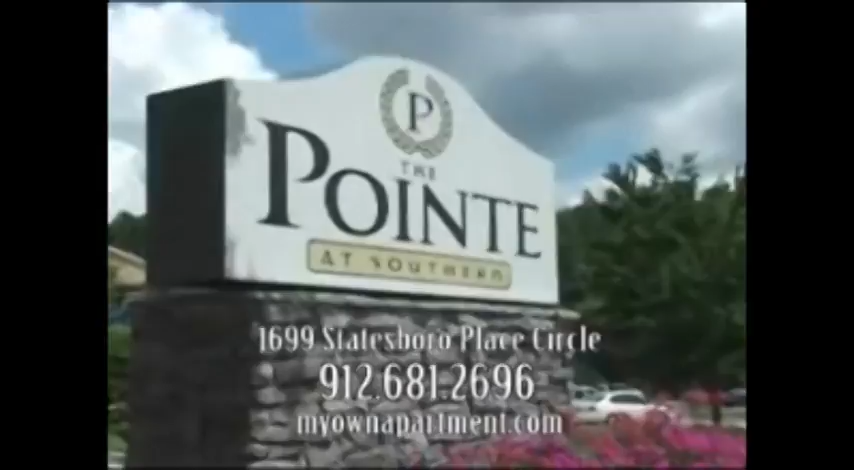 P
THE
POINTE
AT SOUTHERN
1699 Statesboro Place Circle
912.681.2696
myownapartment.com